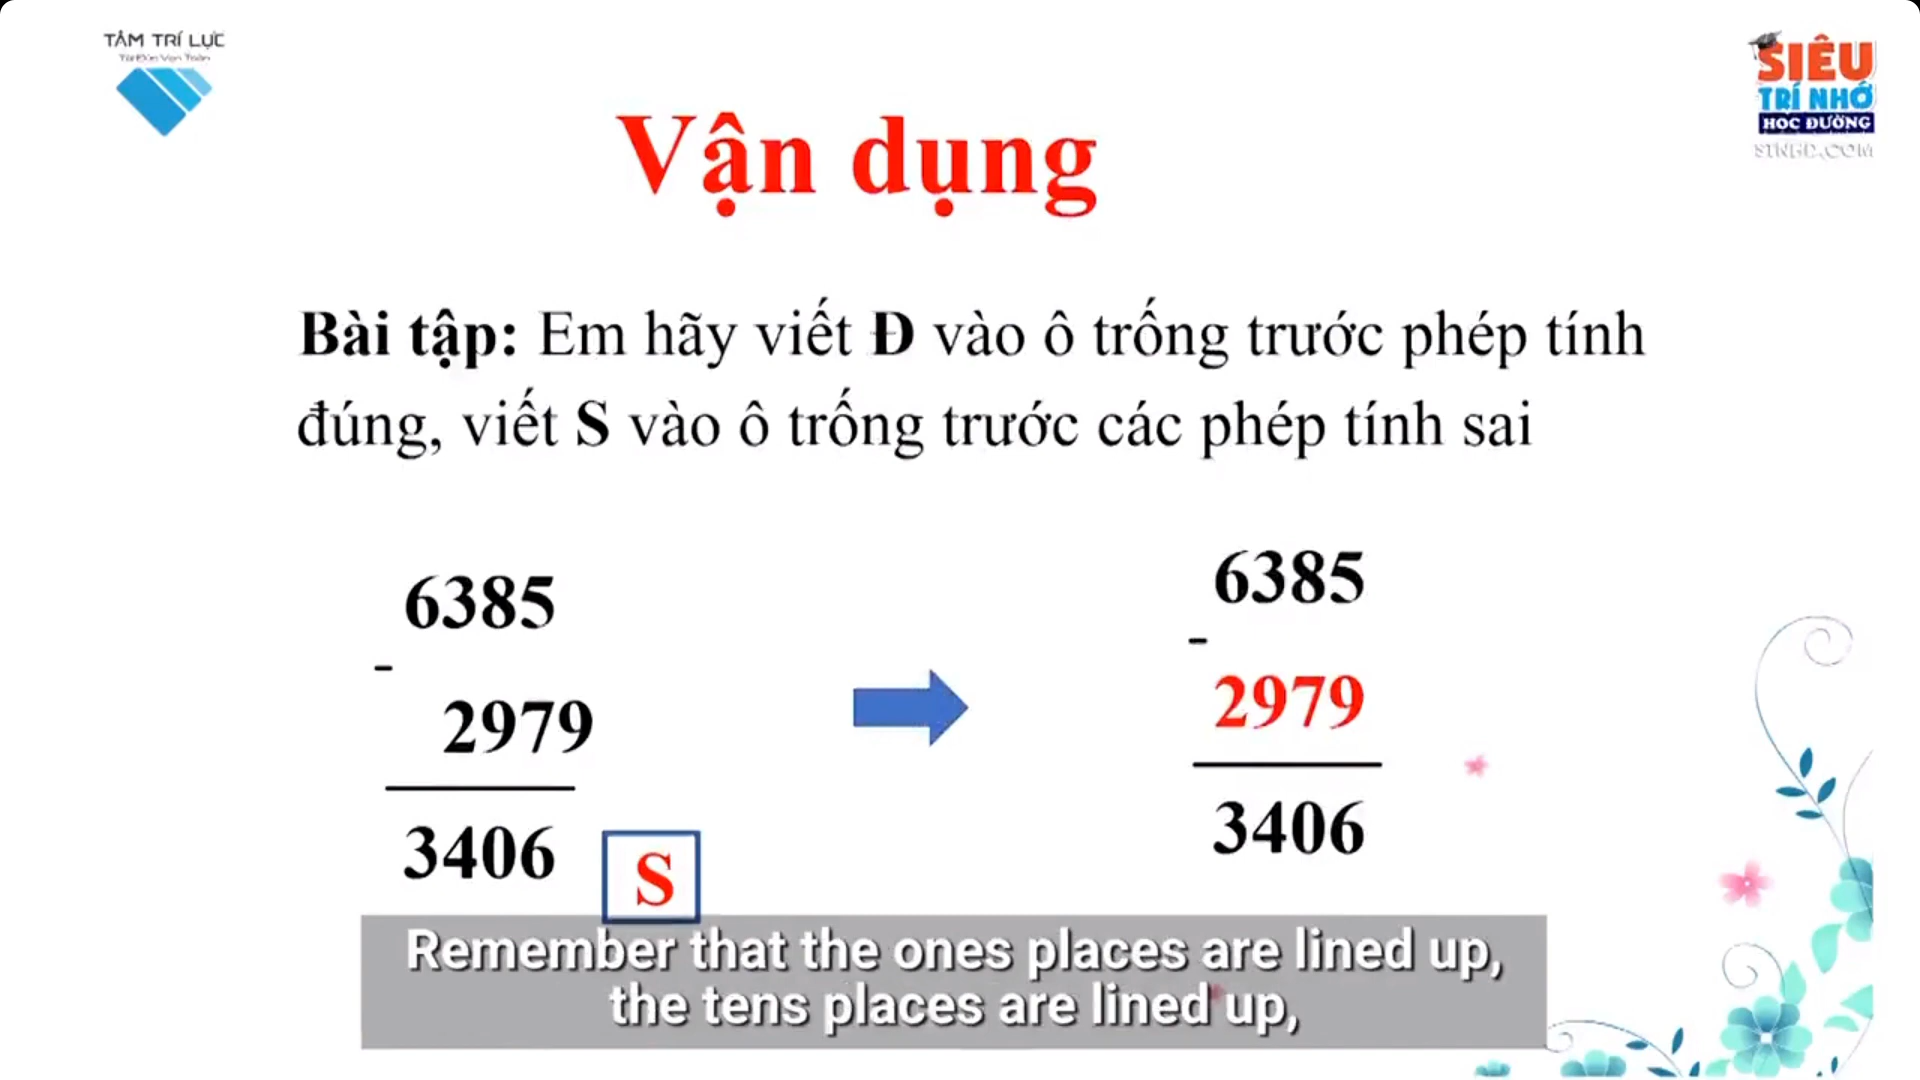 TÂM TRÍ LỰC
SIÊU
TRÍ NHỚ
HỌC ĐƯỜNG
STNHD.COM
Vận dụng
Bài tập: Em hãy viết Đ vào ô trống trước phép tính
đúng, viết S vào ô trống trước các phép tính sai
6385
-
2979
3406
S
6385
-
2979
3406
Remember that the ones places are lined up,
the tens places are lined up,